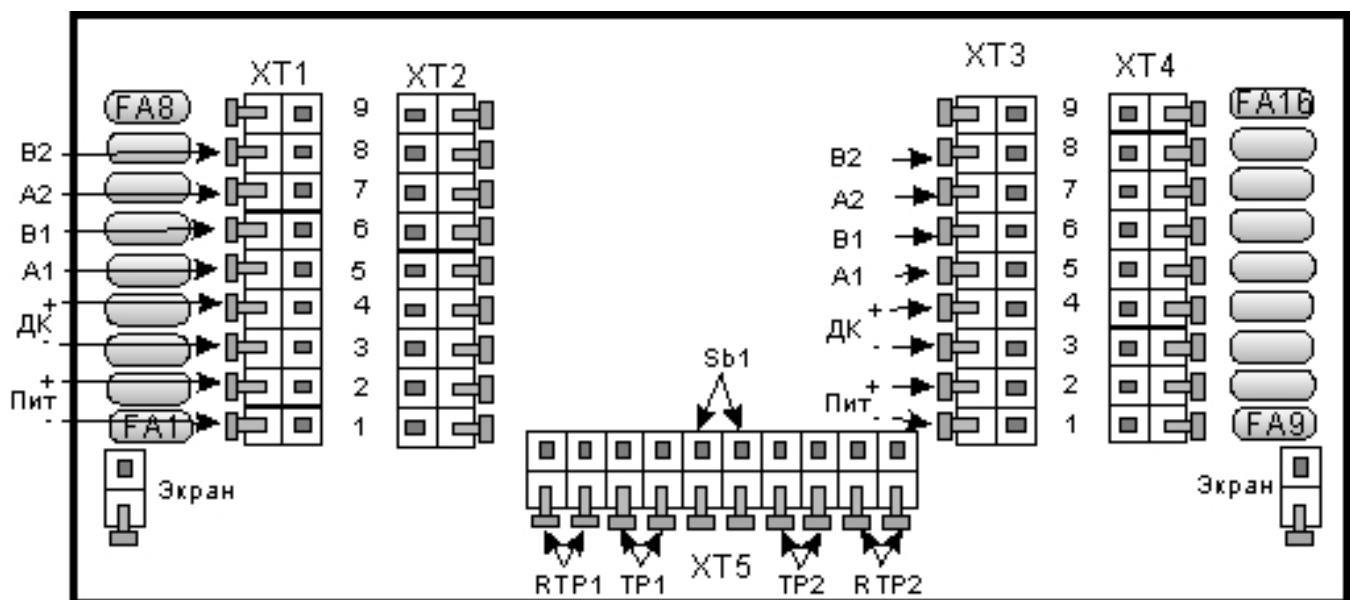 XT1 XT2 XT3 XT4
FA8 9 9 FA16
B2 8 B2 8
A2 7 A2 7
B1 6 B1 6
A1 5 A1 5
+ 4 + 4
ДК ДК
- 3 - 3
Sb1
+ 2 + 2
Пит Пит
- FA1 1 - 1 FA9
Экран Экран
RTP1 TP1 XT5 TP2 RTP2